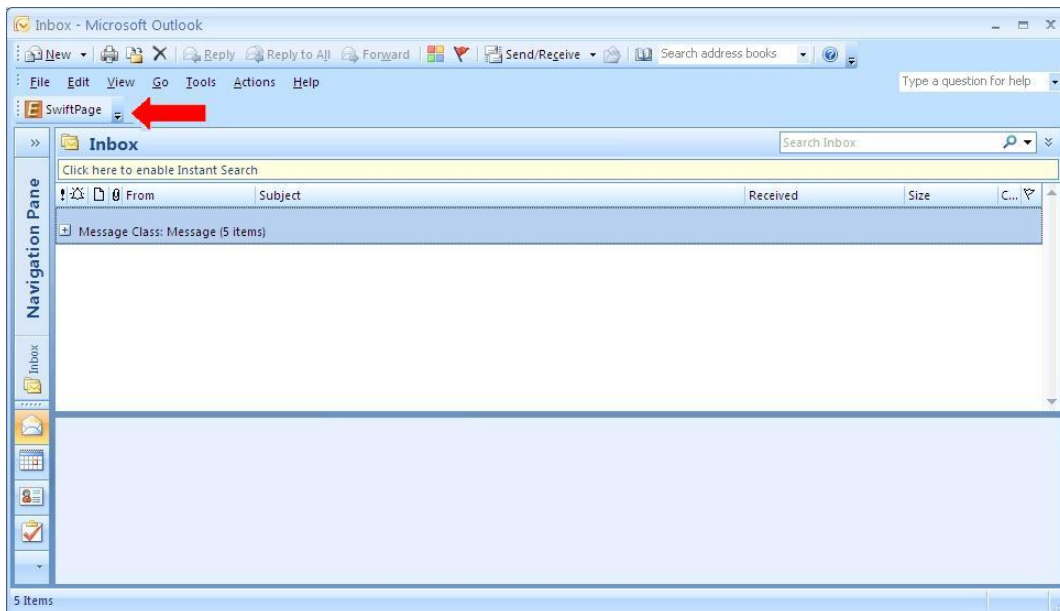 Inbox - Microsoft Outlook
New Reply Reply to All Forward Send/Receive Search address books
File Edit View Go Tools Actions Help Type a question for help
SwiftPage
Inbox Search Inbox
Click here to enable Instant Search
From Subject Received Size C...
Message Class: Message (5 items)
Navigation Pane
Inbox
5 Items